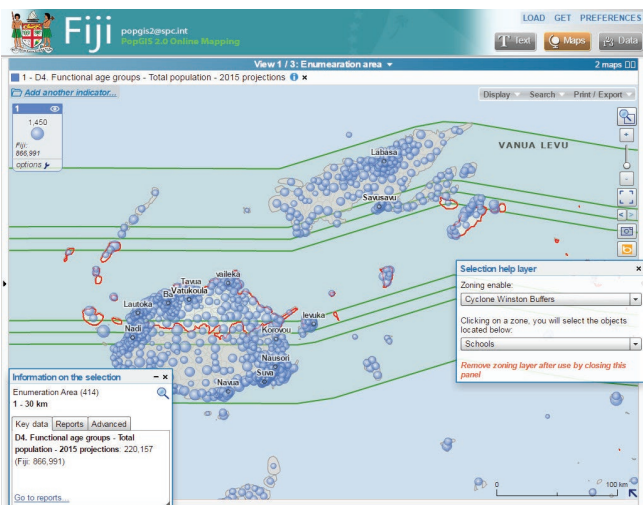 LOAD GET PREFERENCES
Fiji
popgis2@spc.int
PopGIS 2.0 Online Mapping
Text
Maps
Data
View 1 / 3: Enumearation area
2 maps
1 - D4. Functional age groups - Total population - 2015 projections
Add another indicator...
Display
Search
Print / Export
1
1,450
Fiji:
866,991
options
VANUA LEVU
Labasa
Savusavu
vaileka
Tavua
Ba
Vatukoula
Lautoka
levuka
Nadi
Korovou
Nausori
Suva
Navua
Selection help layer
Zoning enable:
Cyclone Winston Buffers
Clicking on a zone, you will select the objects
located below:
Schools
Remove zoning layer after use by closing this
panel
Information on the selection
Enumeration Area (414)
1 - 30 km
Key data
Reports
Advanced
D4. Functional age groups - Total
population - 2015 projections: 220,157
(Fiji: 866,991)
Go to reports...
0
100 km